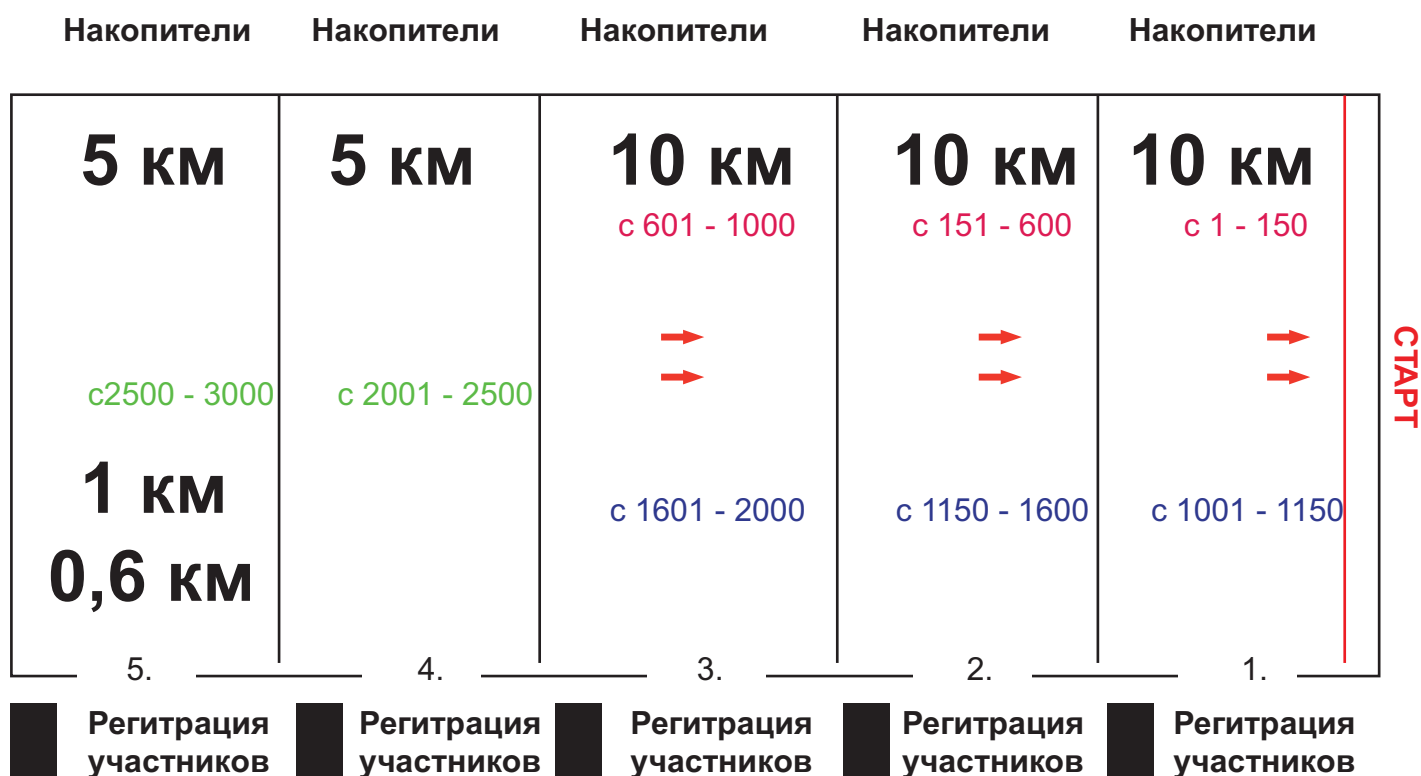 Накопители Накопители Накопители Накопители Накопители
5 км 5 км 10 км 10 км 10 км
с 601 - 1000 с 151 - 600 с 1 - 150
СТАРТ
с2500 - 3000 с 2001 - 2500
1 км
с 1601 - 2000 с 1150 - 1600 с 1001 - 1150
0,6 км
5. 4. 3. 2. 1.
Регитрация Регитрация Регитрация Регитрация Регитрация
участников участников участников участников участников